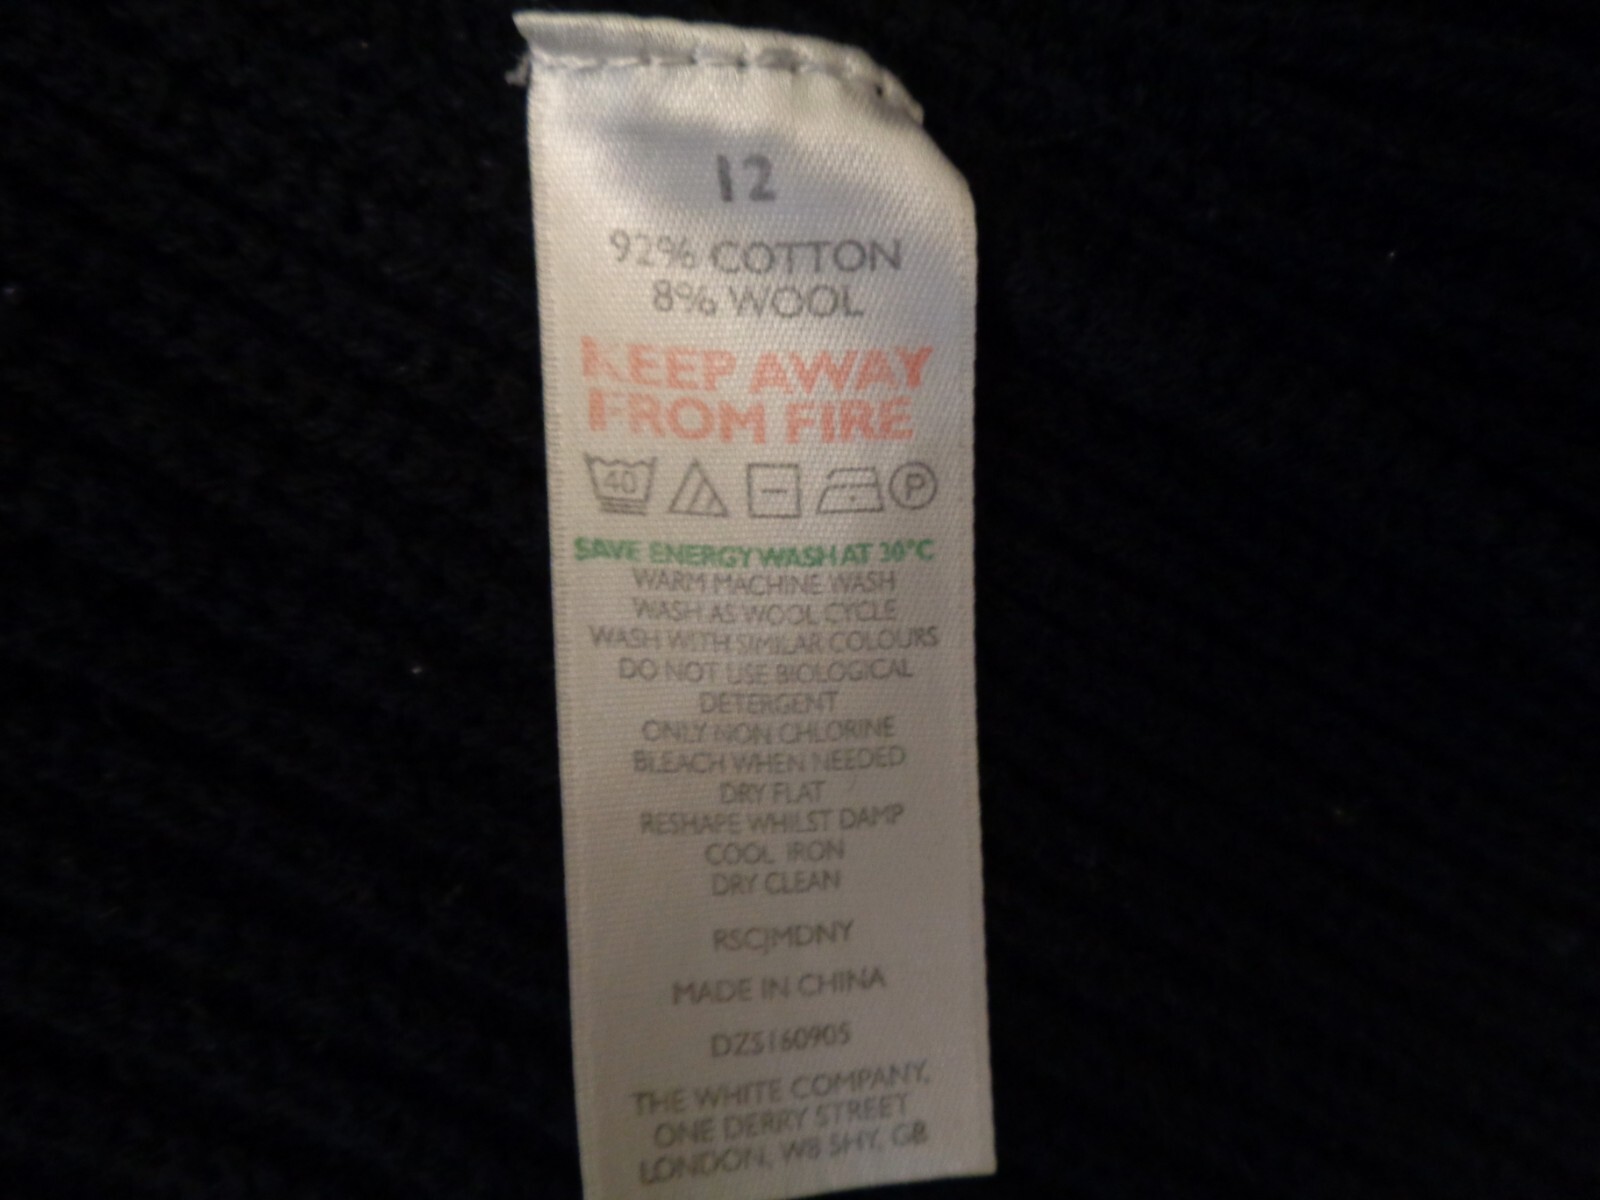 12
92% COTTON
8% WOOL
KEEP AWAY
FROM FIRE
40 P
SAVE ENERGY WASH AT 30°C
WARM MACHINE WASH
WASH AS WOOL CYCLE
WASH WITH SIMILAR COLOURS
DO NOT USE BIOLOGICAL
DETERGENT
ONLY NON CHLORINE
BLEACH WHEN NEEDED
DRY FLAT
RESHAPE WHILST DAMP
COOL IRON
DRY CLEAN
RSCJMDNY
MADE IN CHINA
DZS160905
THE WHITE COMPANY,
ONE DERRY STREET
LONDON, W8 5HY, GB